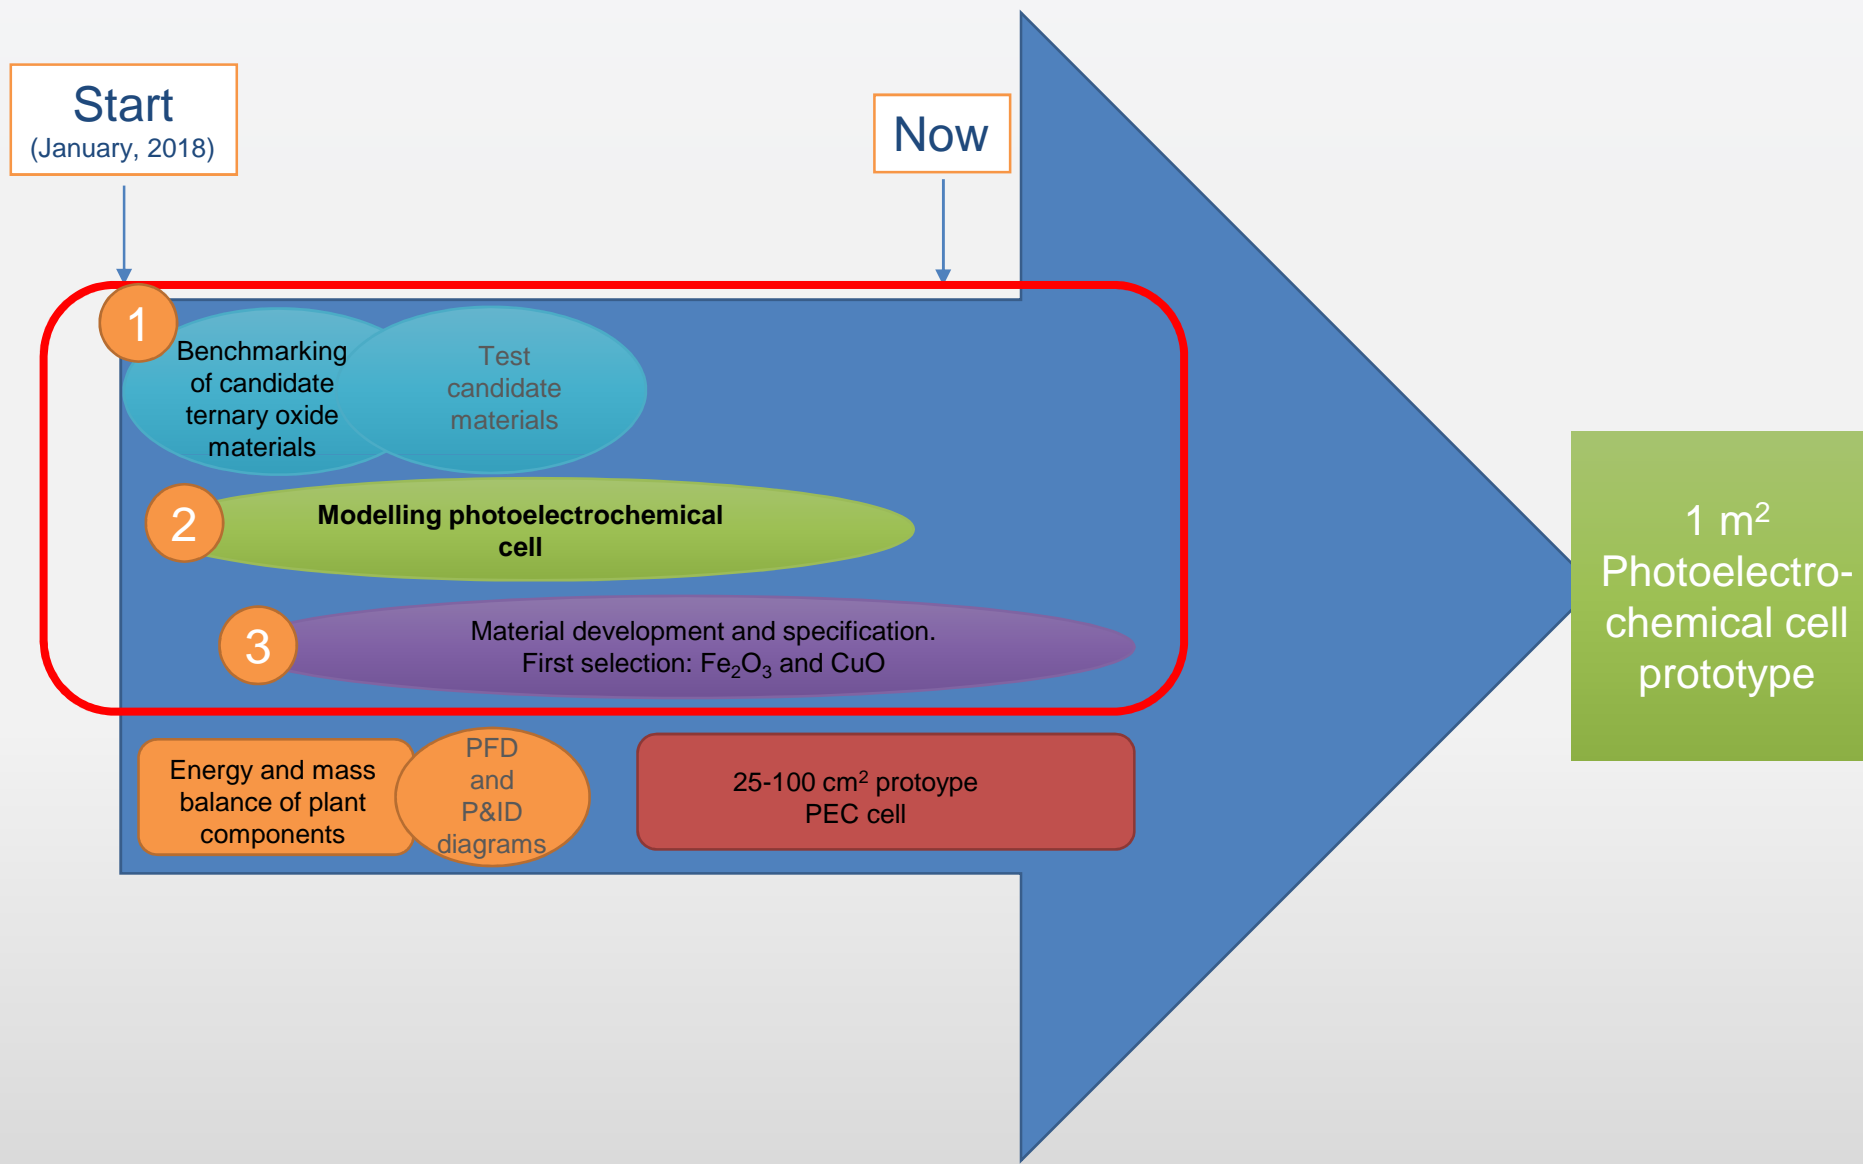 Start
(January, 2018)
Now
1
Benchmarking
of candidate
ternary oxide
materials
Test
candidate
materials
2
Modelling photoelectrochemical
cell
3
Material development and specification.
First selection: Fe₂O₃ and CuO
Energy and mass
balance of plant
components
PFD
and
P&ID
diagrams
25-100 cm² protoype
PEC cell
1 m²
Photoelectro-
chemical cell
prototype